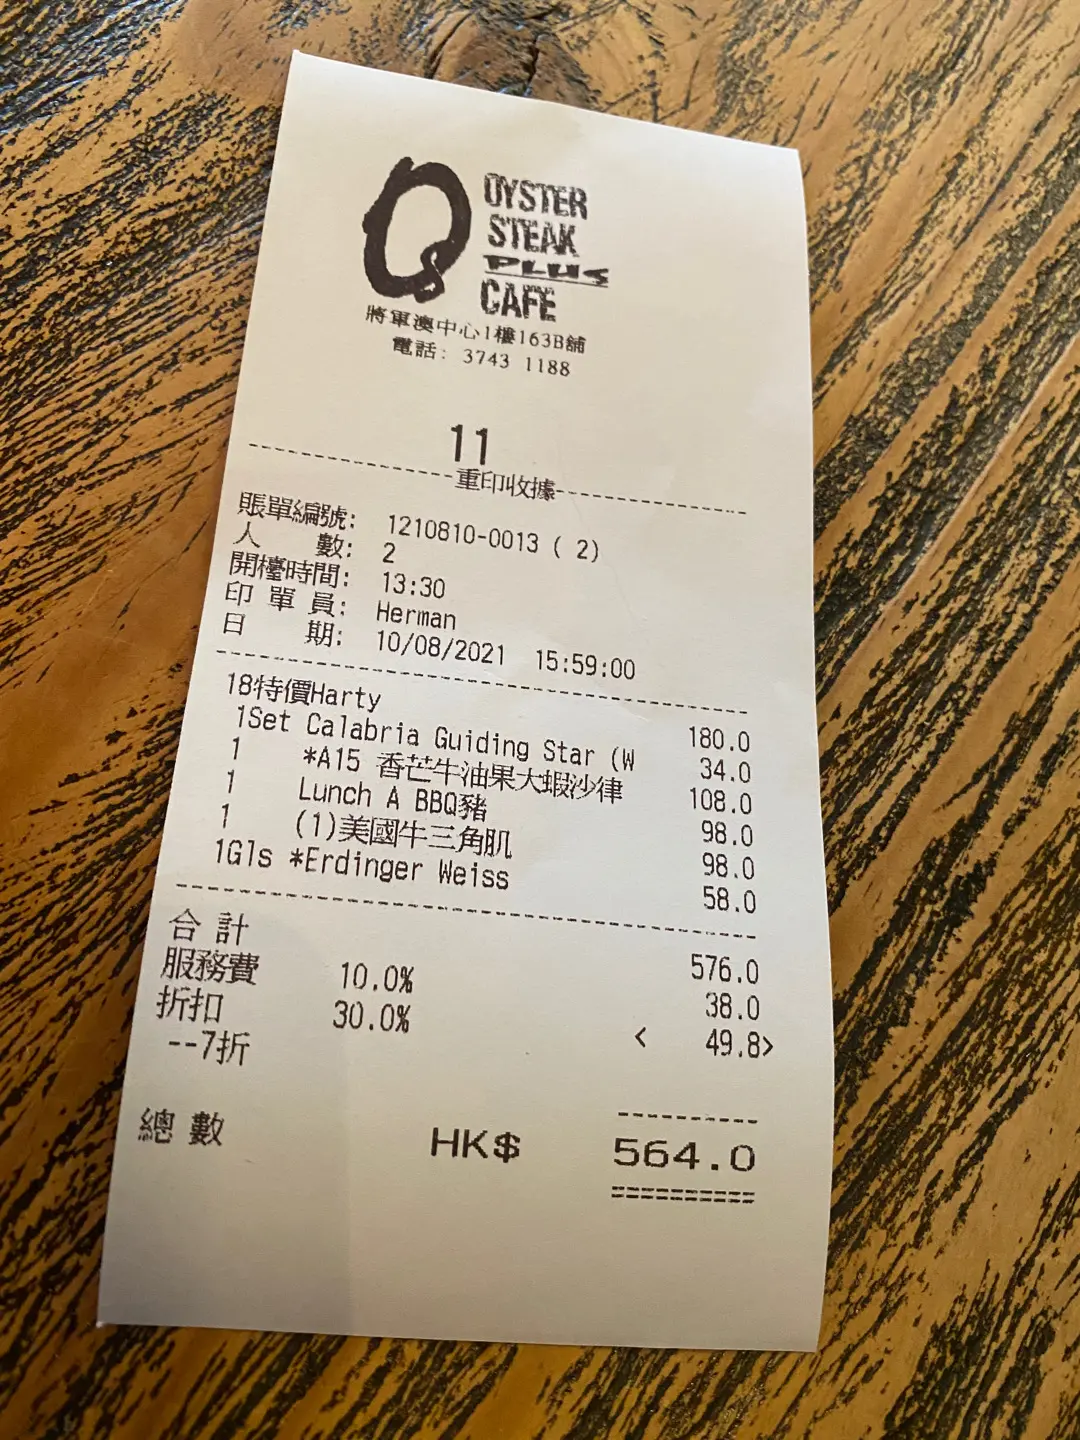 OYSTER
STEAK
PLUS
CAFE
將軍澳中心1樓163B舖
電話: 3743 1188
11
重印收據
賬單編號: 1210810-0013 ( 2)
人 數: 2
開檯時間: 13:30
印 單 員: Herman
日 期: 10/08/2021 15:59:00
18特價Harty 180.0
1Set Calabria Guiding Star (W 34.0
1 *A15 香芒牛油果大蝦沙律 108.0
1 Lunch A BBQ豬 98.0
1 (1)美國牛三角肌 98.0
1Gls *Erdinger Weiss 58.0
合 計 576.0
服務費 10.0% 38.0
折扣 30.0% < 49.8>
--7折
總 數 HK$ 564.0